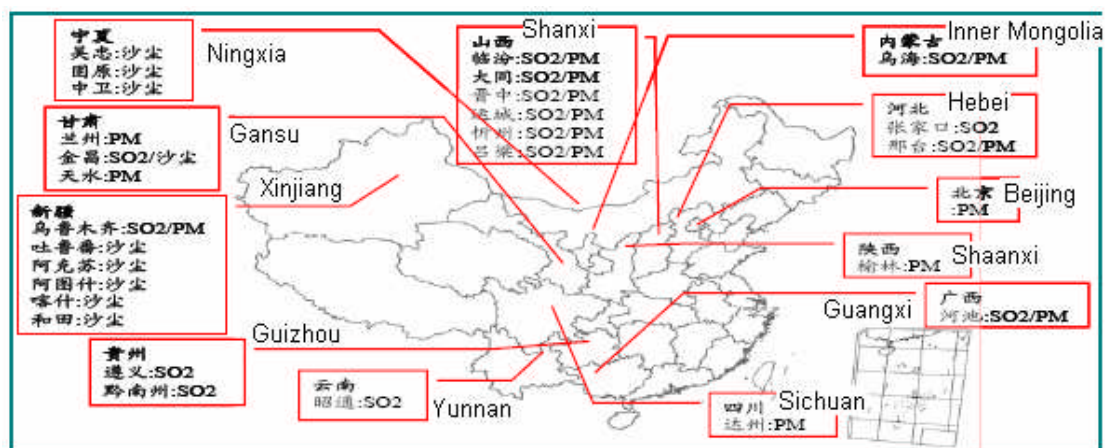 宁夏
吴忠:沙尘
固原:沙尘
中卫:沙尘
Ningxia
山西
临汾:SO2/PM
大同:SO2/PM
晋中:SO2/PM
运城:SO2/PM
忻州:SO2/PM
吕梁:SO2/PM
Shanxi
内蒙古
乌海:SO2/PM
Inner Mongolia
甘肃
兰州:PM
金昌:SO2/沙尘
天水:PM
Gansu
河北
张家口:SO2
邢台:SO2/PM
Hebei
Xinjiang
新疆
乌鲁木齐:SO2/PM
吐鲁番:沙尘
阿克苏:沙尘
阿图什:沙尘
喀什:沙尘
和田:沙尘
北京
:PM
Beijing
陕西
榆林:PM
Shaanxi
广西
河池:SO2/PM
Guangxi
Guizhou
贵州
遵义:SO2
黔南州:SO2
云南
昭通:SO2
Yunnan
四川
达州:PM
Sichuan